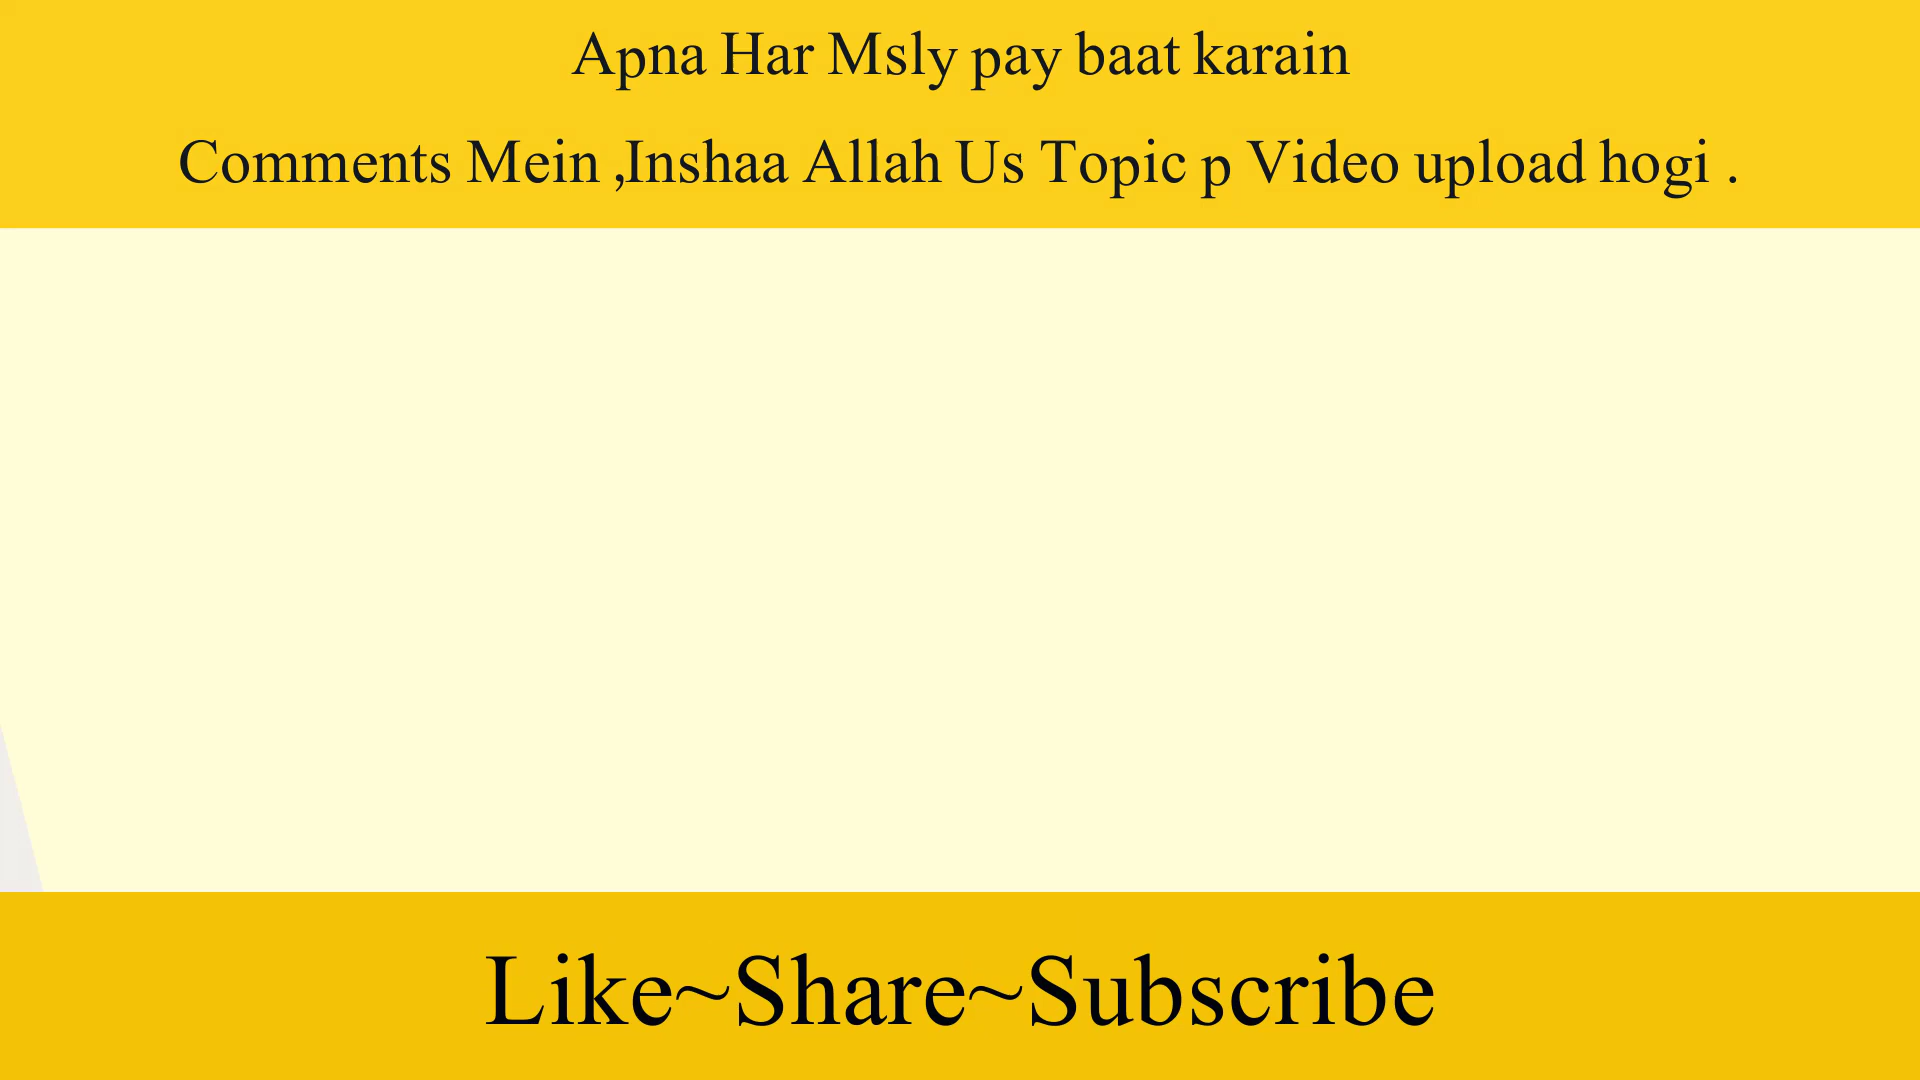 Apna Har Msly pay baat karain
Comments Mein ,Inshaa Allah Us Topic p Video upload hogi .
Like~Share~Subscribe